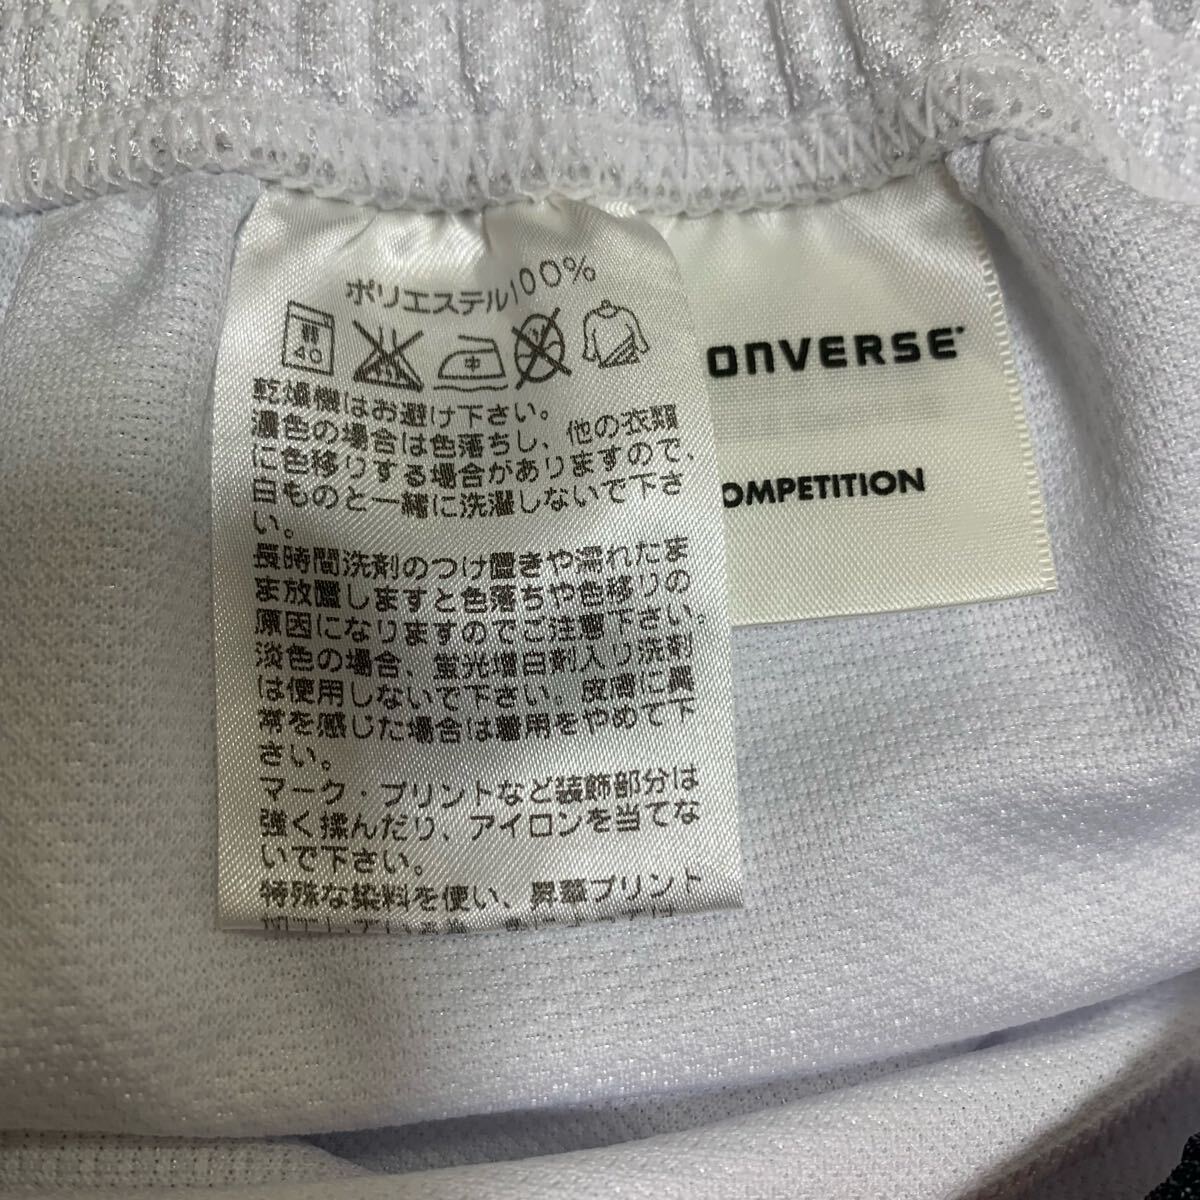 ポリエステル100%
弱
40
中
乾燥機はお避け下さい。
濃色の場合は色落ちし、他の衣類
に色移りする場合がありますので、
白ものと一緒に洗濯しないで下さ
い。
長時間洗剤のつけ置きや濡れたま
ま放置しますと色落ちや色移りの
原因になりますのでご注意下さい。
淡色の場合、蛍光増白剤入り洗剤
は使用しないで下さい。皮膚に異
常を感じた場合は着用をやめて下
さい。
マーク・プリントなど装飾部分は
強く揉んだり、アイロンを当てな
いで下さい。
特殊な染料を使い、昇華プリント
ONVERSE
OMPETITION